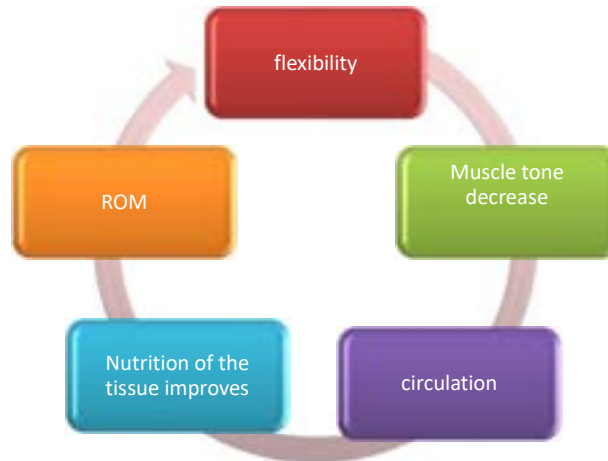 flexibility
Muscle tone
decrease
circulation
Nutrition of the
tissue improves
ROM